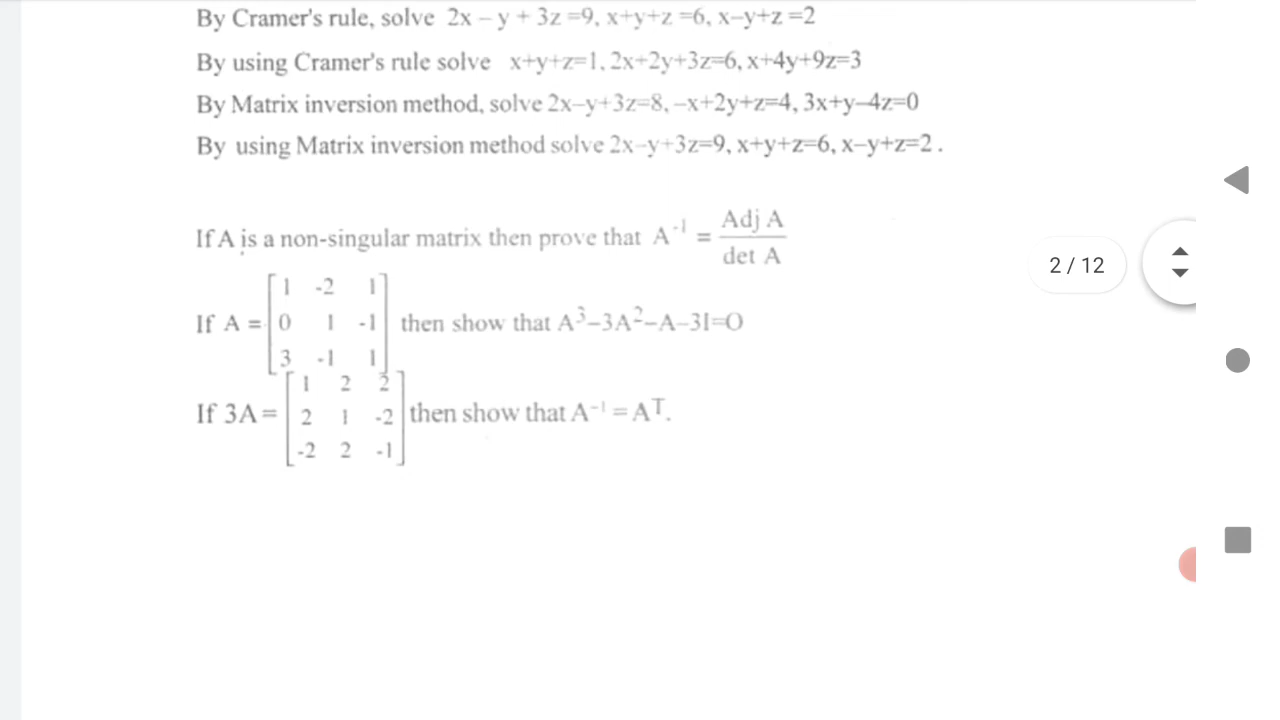 By Cramer's rule, solve 2x – y + 3z =9, x+y+z =6, x–y+z =2
By using Cramer's rule solve x+y+z=1, 2x+2y+3z=6, x+4y+9z=3
By Matrix inversion method, solve 2x–y+3z=8, –x+2y+z=4, 3x+y–4z=0
By using Matrix inversion method solve 2x–y+3z=9, x+y+z=6, x–y+z=2 .
If A is a non-singular matrix then prove that A⁻¹ = Adj A / det A
If A = [1 -2 1
0 1 -1
3 -1 1] then show that A³–3A²–A–3I=O
If 3A = [1 2 2
2 1 -2
-2 2 -1] then show that A⁻¹ = Aᵀ.
2 / 12